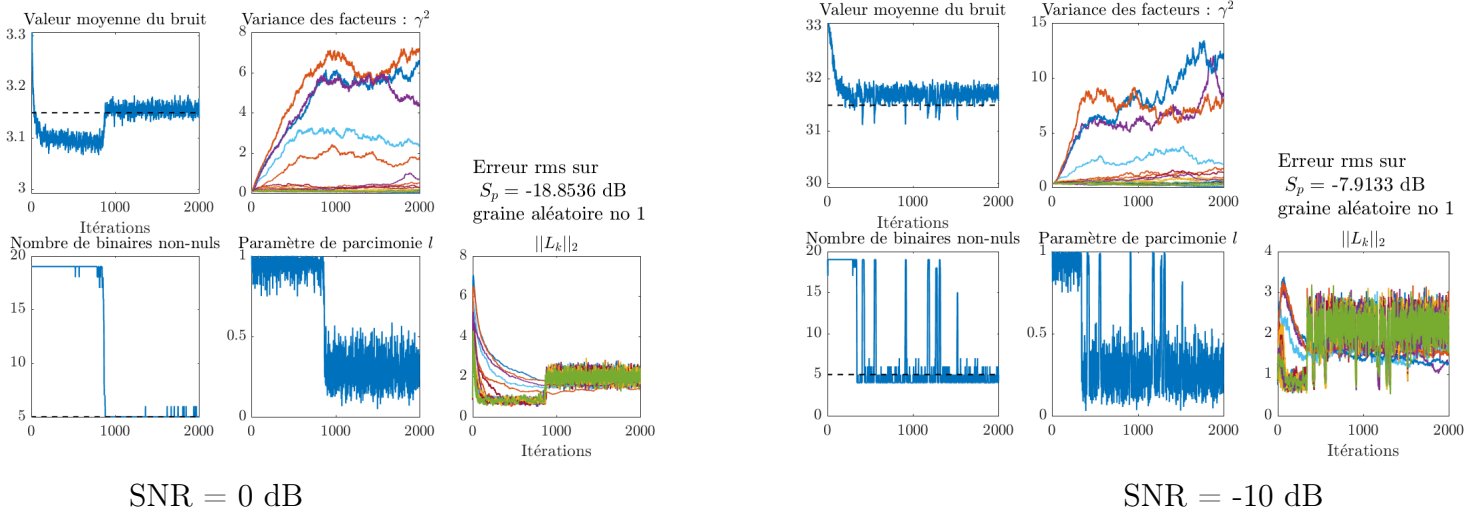 Valeur moyenne du bruit
3.3
3.2
3.1
3
0 1000 2000
Itérations
Variance des facteurs : γ²
8
6
4
2
0
0 1000 2000
Erreur rms sur
S_p = -18.8536 dB
graine aléatoire no 1
Nombre de binaires non-nuls
20
15
10
5
0 1000 2000
Paramètre de parcimonie l
1
0.5
0
0 1000 2000
||L_k||₂
8
6
4
2
0
0 1000 2000
Itérations
SNR = 0 dB
Valeur moyenne du bruit
33
32
31
30
0 1000 2000
Itérations
Variance des facteurs : γ²
15
10
5
0
0 1000 2000
Erreur rms sur
S_p = -7.9133 dB
graine aléatoire no 1
Nombre de binaires non-nuls
20
15
10
5
0
0 1000 2000
Paramètre de parcimonie l
1
0.5
0
0 1000 2000
||L_k||₂
4
3
2
1
0
0 1000 2000
Itérations
SNR = -10 dB